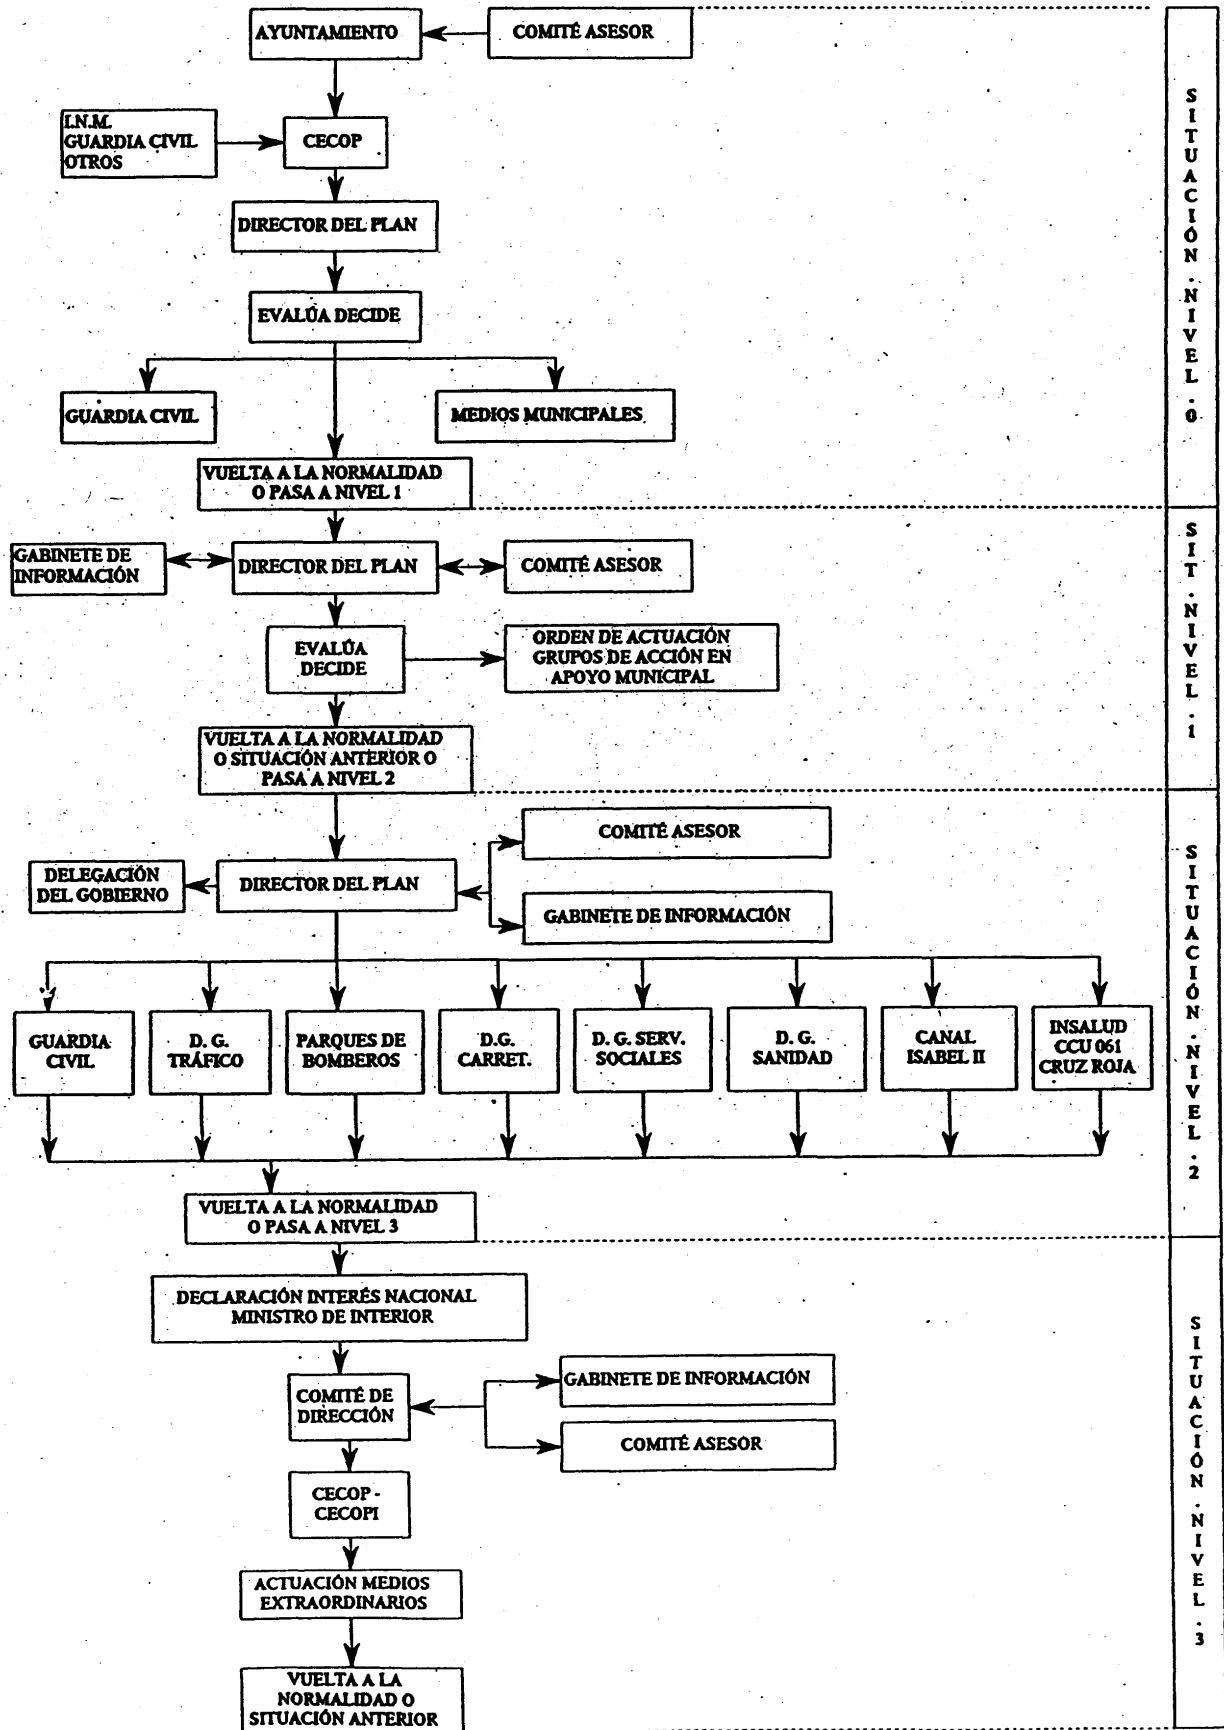 AYUNTAMIENTO
COMITÉ ASESOR
I.N.M.
GUARDIA CIVIL
OTROS
CECOP
DIRECTOR DEL PLAN
EVALÚA DECIDE
GUARDIA CIVIL
MEDIOS MUNICIPALES
VUELTA A LA NORMALIDAD
O PASA A NIVEL 1
SITUACIÓN NIVEL 0
GABINETE DE
INFORMACIÓN
DIRECTOR DEL PLAN
COMITÉ ASESOR
EVALÚA
DECIDE
ORDEN DE ACTUACIÓN
GRUPOS DE ACCIÓN EN
APOYO MUNICIPAL
VUELTA A LA NORMALIDAD
O SITUACIÓN ANTERIOR O
PASA A NIVEL 2
SIT. NIVEL 1
COMITÉ ASESOR
DELEGACIÓN
DEL GOBIERNO
DIRECTOR DEL PLAN
GABINETE DE INFORMACIÓN
GUARDIA
CIVIL
D. G.
TRÁFICO
PARQUES DE
BOMBEROS
D.G.
CARRET.
D. G. SERV.
SOCIALES
D. G.
SANIDAD
CANAL
ISABEL II
INSALUD
CCU 061
CRUZ ROJA
VUELTA A LA NORMALIDAD
O PASA A NIVEL 3
SITUACIÓN NIVEL 2
DECLARACIÓN INTERÉS NACIONAL
MINISTRO DE INTERIOR
GABINETE DE INFORMACIÓN
COMITÉ DE
DIRECCIÓN
COMITÉ ASESOR
CECOP -
CECOPI
ACTUACIÓN MEDIOS
EXTRAORDINARIOS
VUELTA A LA
NORMALIDAD O
SITUACIÓN ANTERIOR
SITUACIÓN NIVEL 3